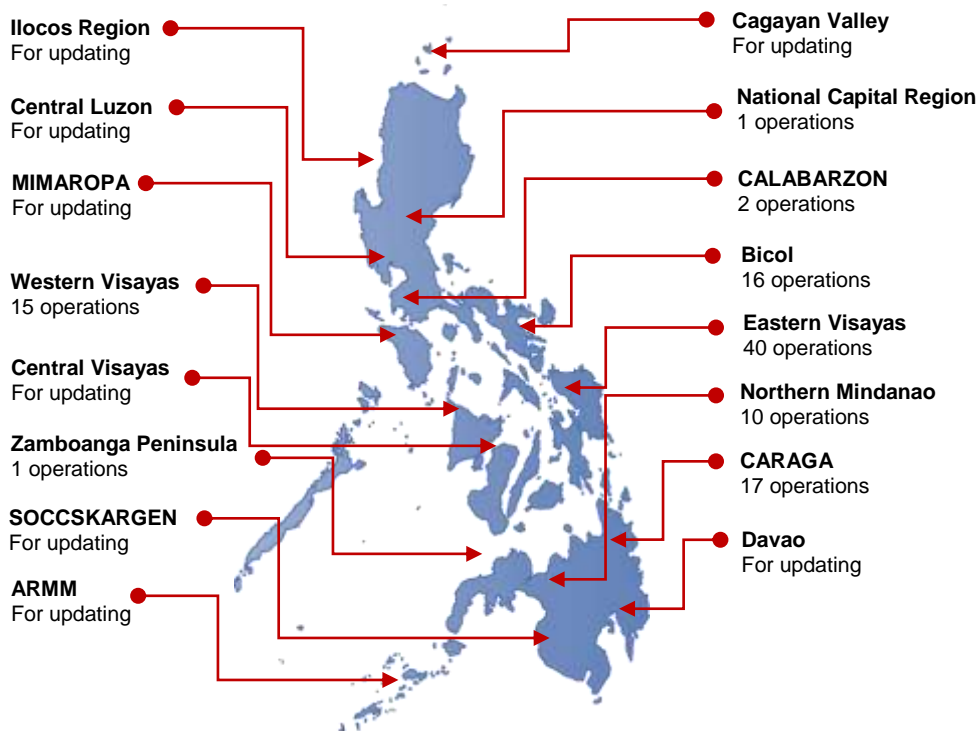 Ilocos Region
For updating
Central Luzon
For updating
MIMAROPA
For updating
Western Visayas
15 operations
Central Visayas
For updating
Zamboanga Peninsula
1 operations
SOCCSKARGEN
For updating
ARMM
For updating
Cagayan Valley
For updating
National Capital Region
1 operations
CALABARZON
2 operations
Bicol
16 operations
Eastern Visayas
40 operations
Northern Mindanao
10 operations
CARAGA
17 operations
Davao
For updating